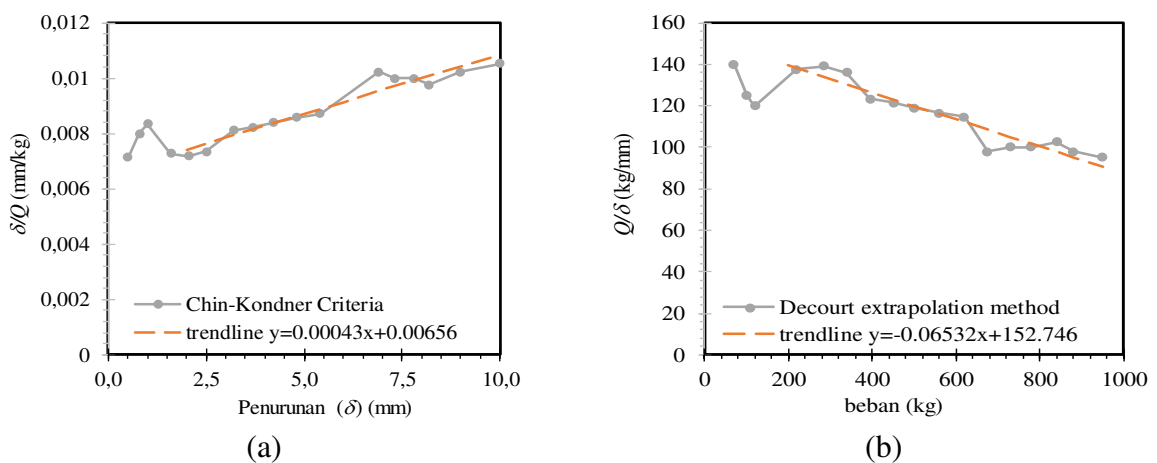 0,012
0,01
0,008
0,006
0,004
0,002
0
δ/Q (mm/kg)
Chin-Kondner Criteria
trendline y=0.00043x+0.00656
0,0 2,5 5,0 7,5 10,0
Penurunan (δ) (mm)
(a)
160
140
120
100
80
60
40
20
0
Q/δ (kg/mm)
Decourt extrapolation method
trendline y=-0.06532x+152.746
0 200 400 600 800 1000
beban (kg)
(b)